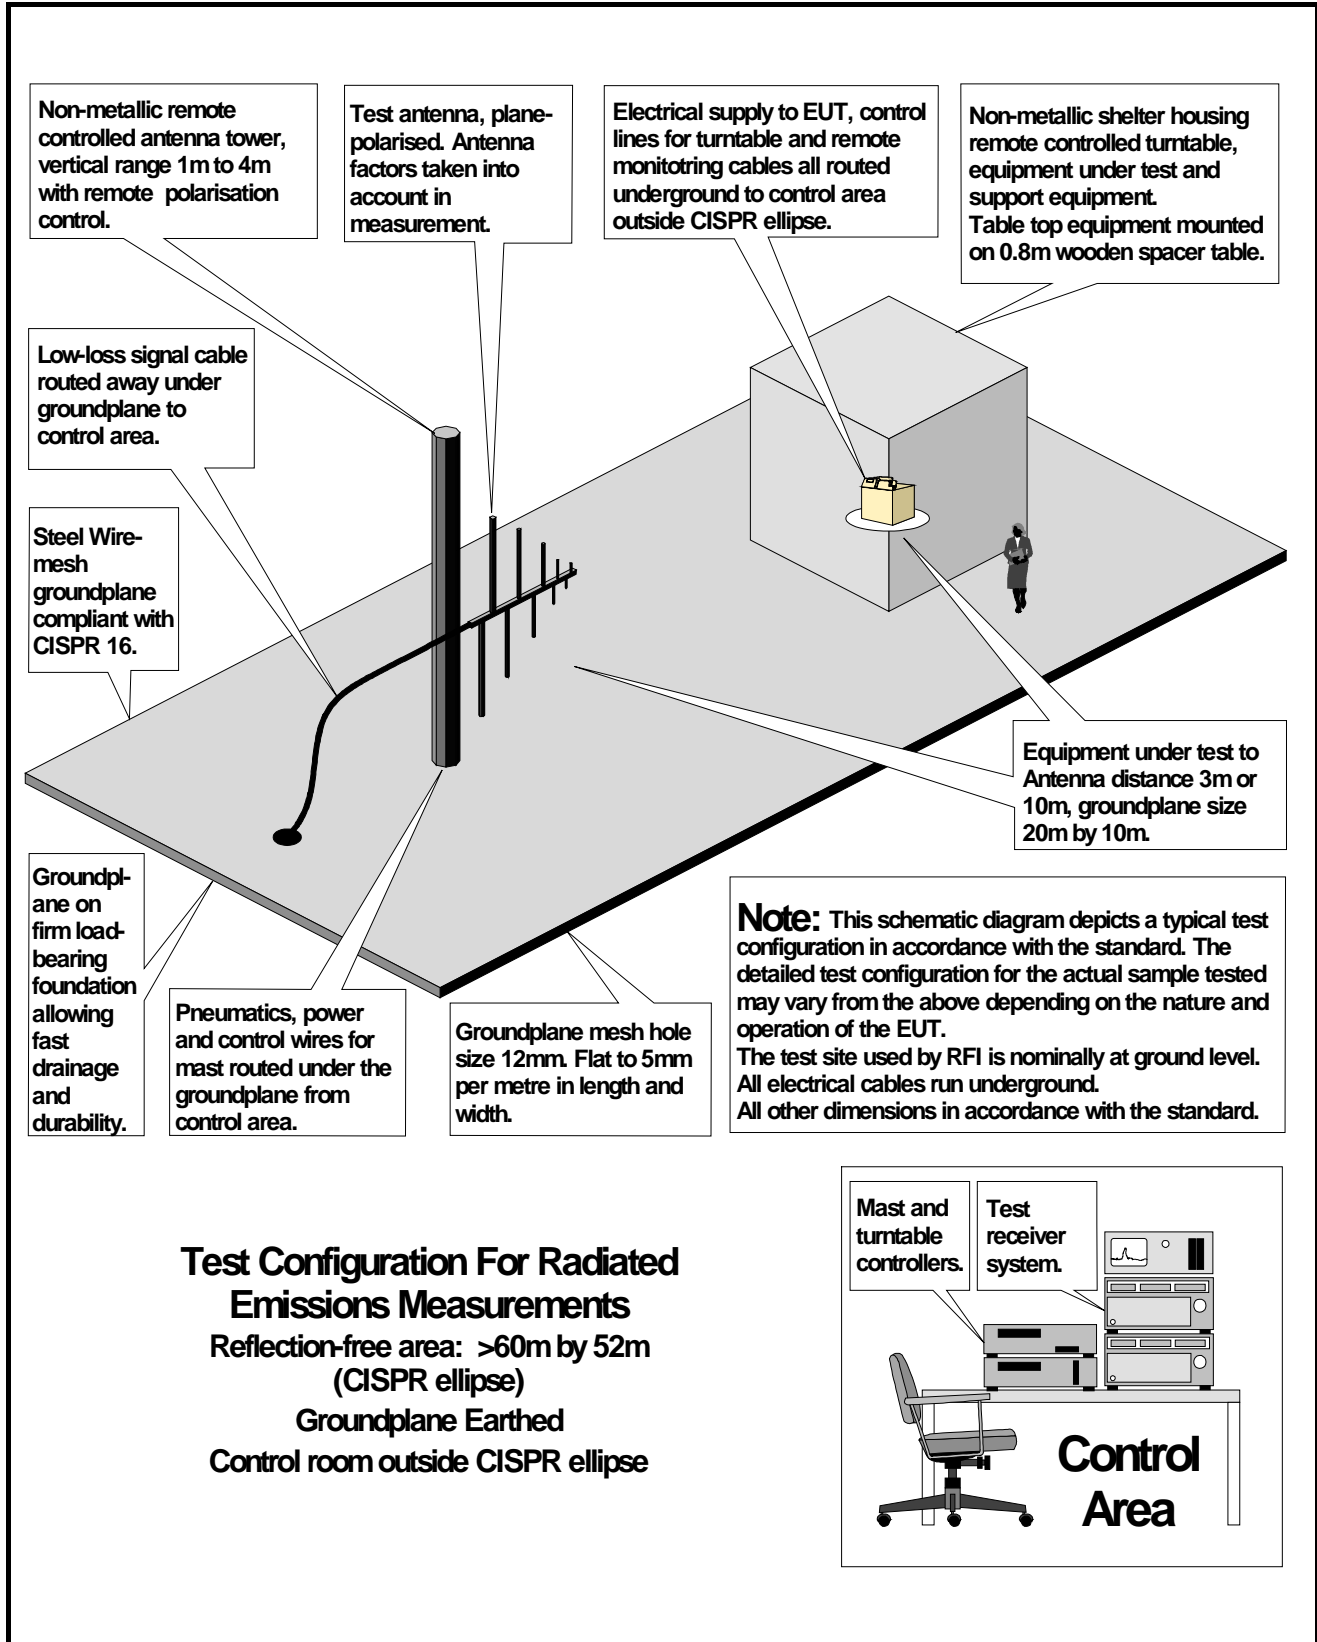 Non-metallic remote
controlled antenna tower,
vertical range 1m to 4m
with remote polarisation
control.
Test antenna, plane-
polarised. Antenna
factors taken into
account in
measurement.
Electrical supply to EUT, control
lines for turntable and remote
monitotring cables all routed
underground to control area
outside CISPR ellipse.
Non-metallic shelter housing
remote controlled turntable,
equipment under test and
support equipment.
Table top equipment mounted
on 0.8m wooden spacer table.
Low-loss signal cable
routed away under
groundplane to
control area.
Steel Wire-
mesh
groundplane
compliant with
CISPR 16.
Equipment under test to
Antenna distance 3m or
10m, groundplane size
20m by 10m.
Groundpl-
ane on
firm load-
bearing
foundation
allowing
fast
drainage
and
durability.
Pneumatics, power
and control wires for
mast routed under the
groundplane from
control area.
Groundplane mesh hole
size 12mm. Flat to 5mm
per metre in length and
width.
Note: This schematic diagram depicts a typical test
configuration in accordance with the standard. The
detailed test configuration for the actual sample tested
may vary from the above depending on the nature and
operation of the EUT.
The test site used by RFI is nominally at ground level.
All electrical cables run underground.
All other dimensions in accordance with the standard.
Test Configuration For Radiated
Emissions Measurements
Reflection-free area: >60m by 52m
(CISPR ellipse)
Groundplane Earthed
Control room outside CISPR ellipse
Mast and
turntable
controllers.
Test
receiver
system.
Control
Area